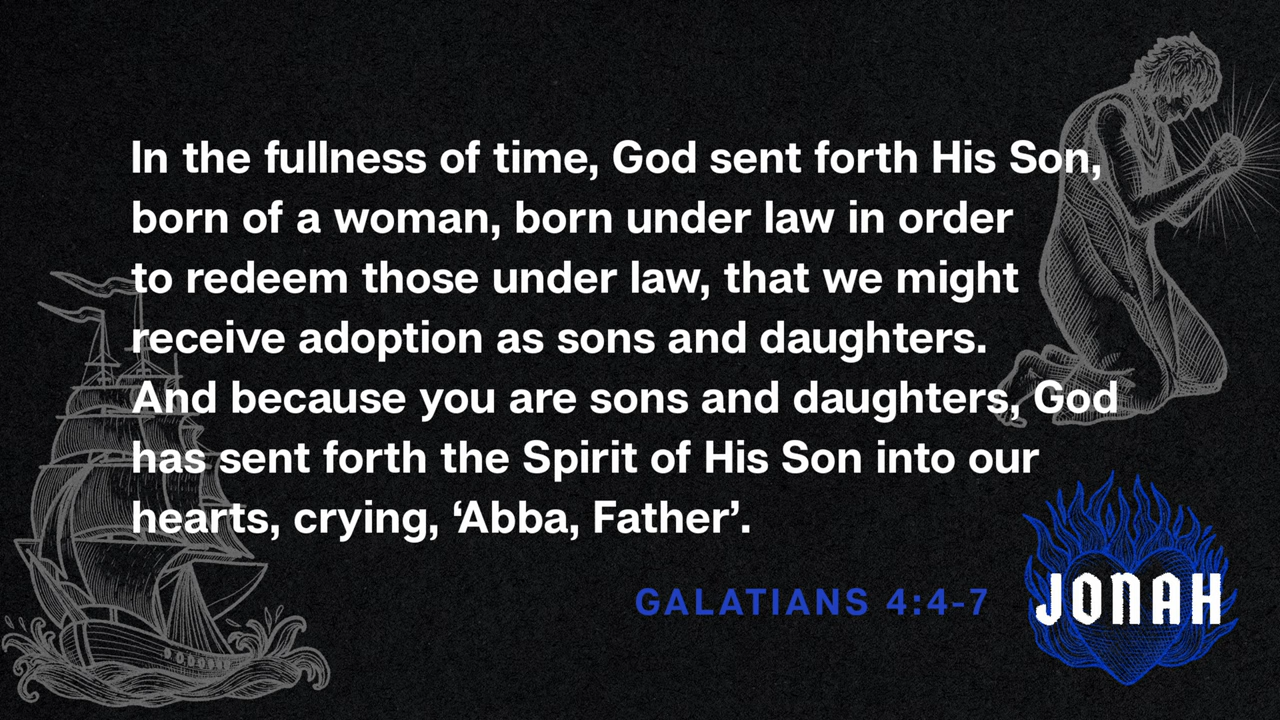 In the fullness of time, God sent forth His Son,
born of a woman, born under law in order
to redeem those under law, that we might
receive adoption as sons and daughters.
And because you are sons and daughters, God
has sent forth the Spirit of His Son into our
hearts, crying, ‘Abba, Father’.
GALATIANS 4:4-7
JONAH